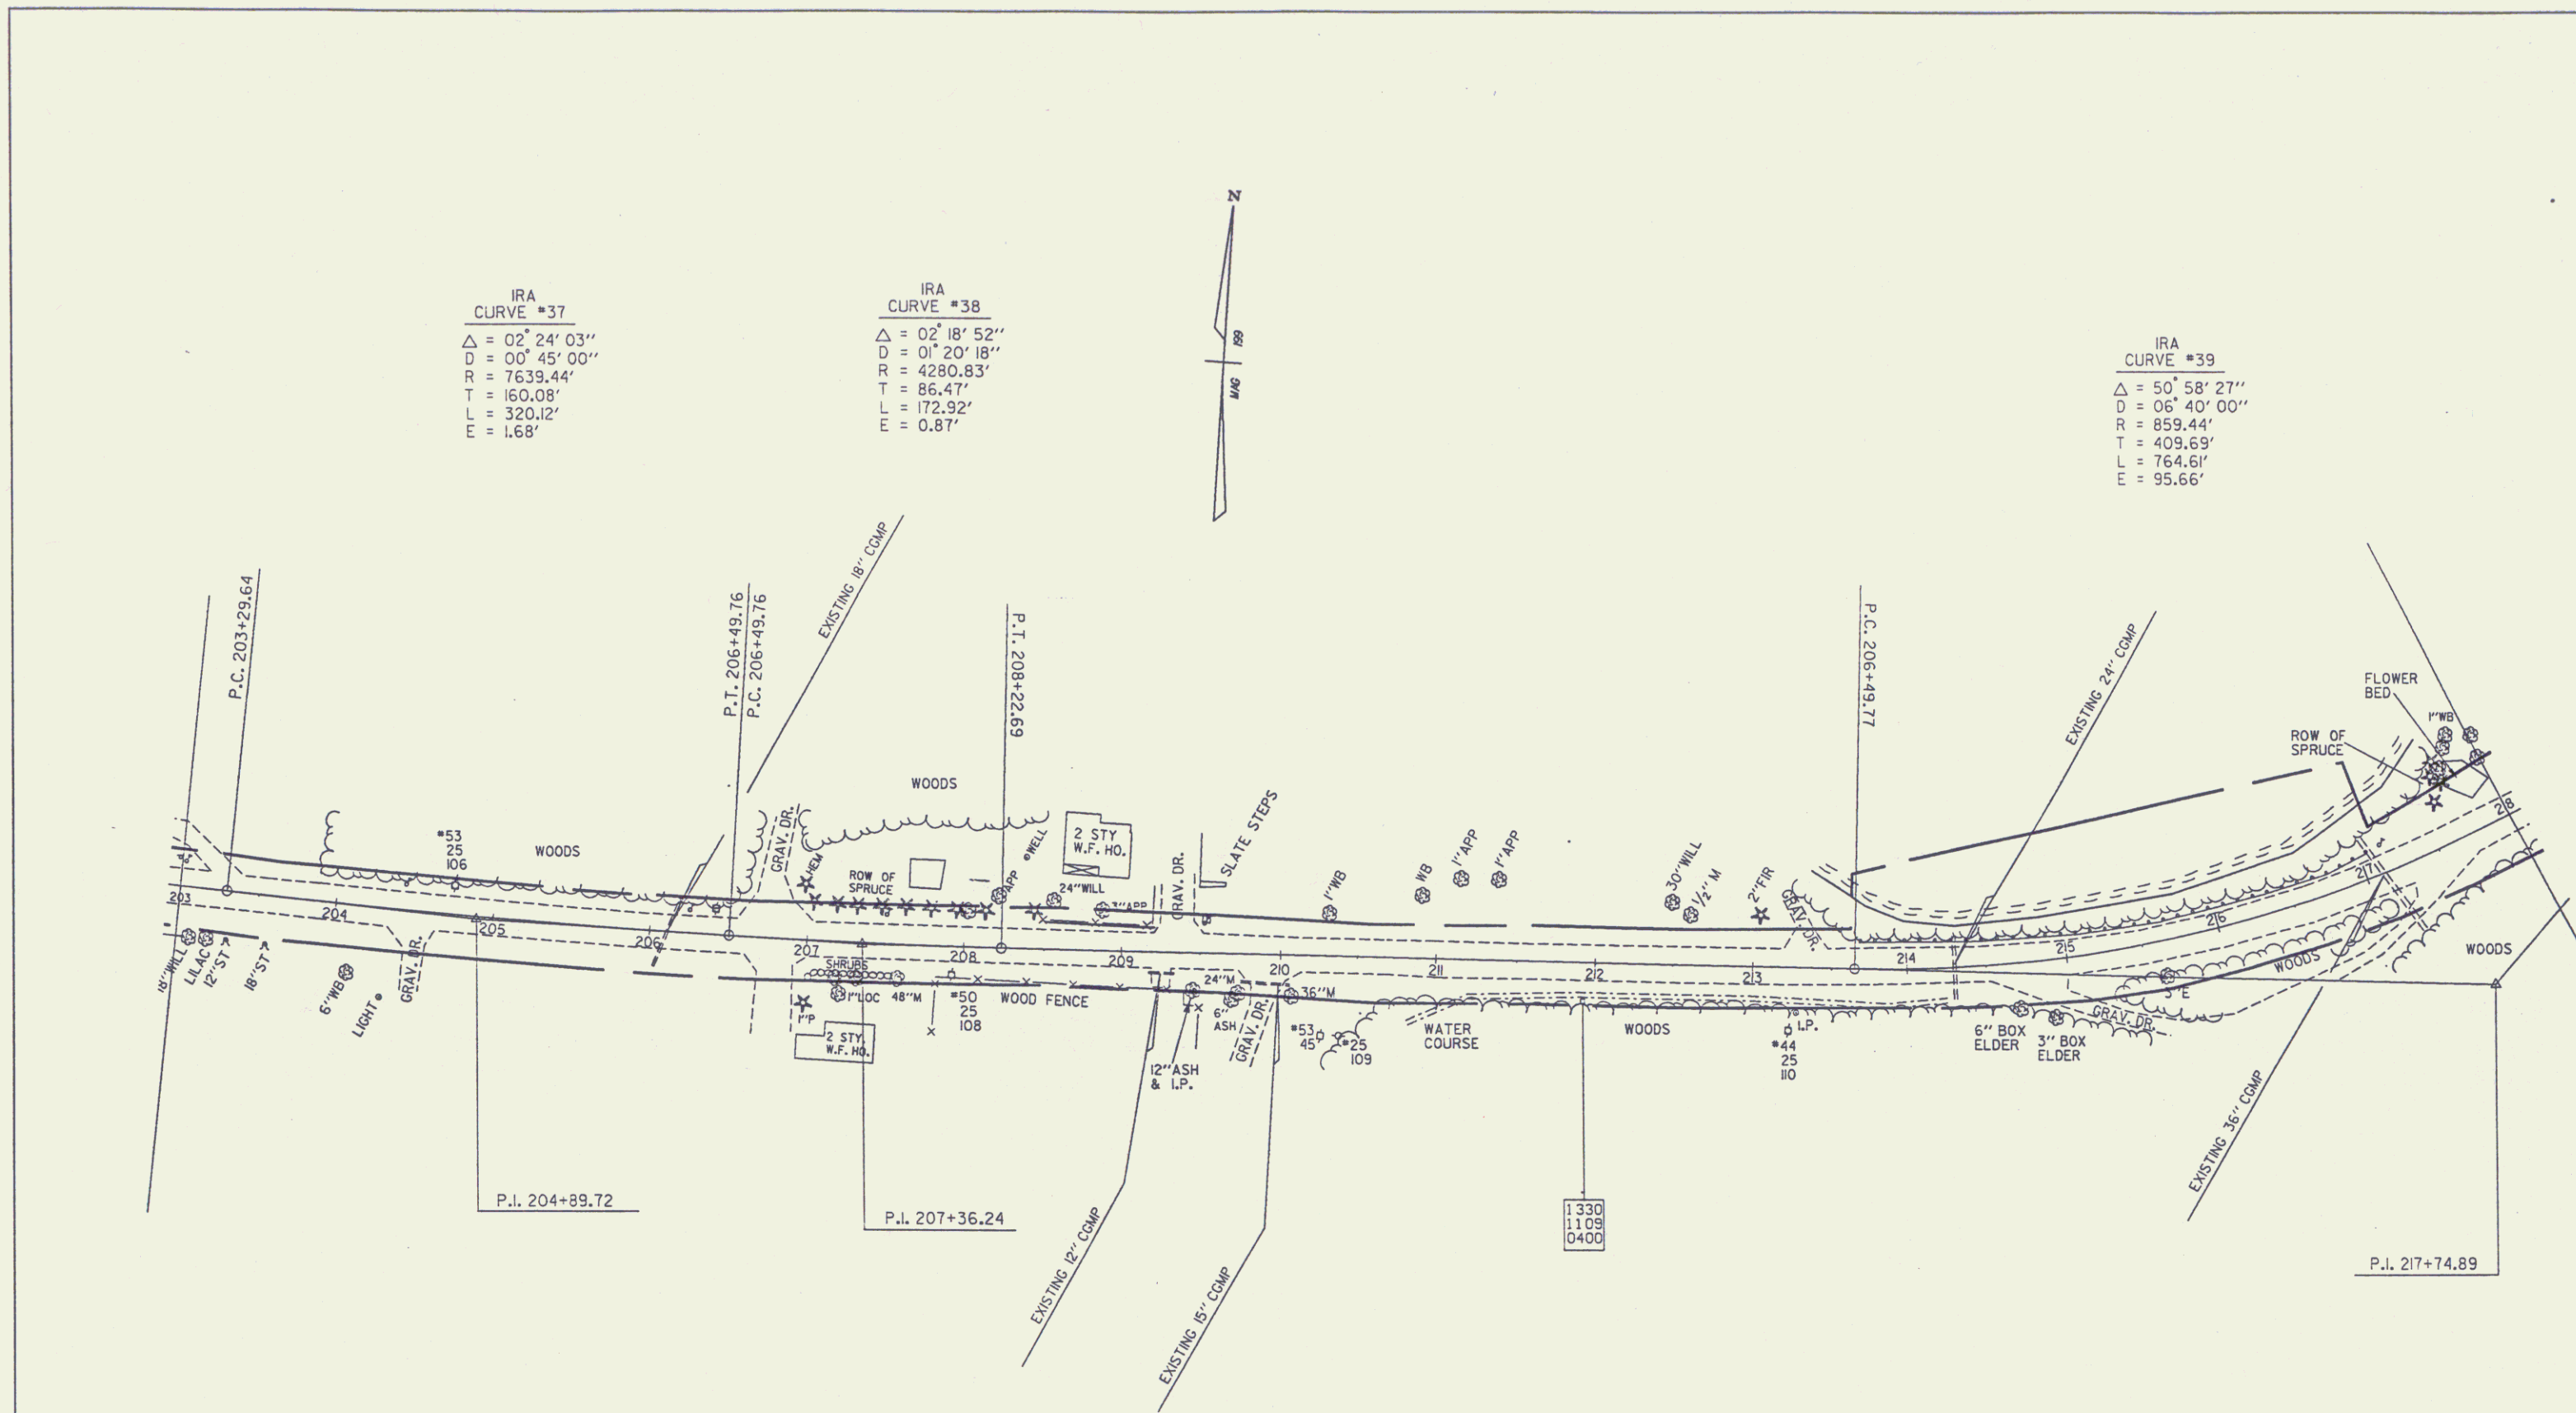 N
MAG 199
IRA
CURVE #37
△ = 02° 24' 03''
D = 00° 45' 00''
R = 7639.44'
T = 160.08'
L = 320.12'
E = 1.68'
IRA
CURVE #38
△ = 02° 18' 52''
D = 01° 20' 18''
R = 4280.83'
T = 86.47'
L = 172.92'
E = 0.87'
IRA
CURVE #39
△ = 50° 58' 27''
D = 06° 40' 00''
R = 859.44'
T = 409.69'
L = 764.61'
E = 95.66'
P.C. 203+29.64
P.T. 206+49.76
P.C. 206+49.76
EXISTING 18'' CGMP
P.T. 208+22.69
P.C. 206+49.77
EXISTING 24'' CGMP
FLOWER
BED
1''WB
ROW OF
SPRUCE
#53
25
106
WOODS
GRAV. DR.
HEM
WOODS
ROW OF
SPRUCE
APP
WELL
2 STY
W.F. HO.
24''WILL
3''APP
GRAV. DR.
SLATE STEPS
1''WB
WB
1''APP
1''APP
30''WILL
1/2'' M
2''FIR
GRAV. DR.
203
204
205
206
207
208
209
210
211
212
213
214
215
216
217
218
18''WILL
LILAC
12''ST
18''ST
6''WB
LIGHT
GRAV. DR.
SHRUBS
1''LOC
48''M
1''P
2 STY.
W.F. HO.
#50
25
108
WOOD FENCE
24''M
6''
ASH
GRAV. DR.
36''M
12''ASH
& I.P.
#53
45'
#25
109
WATER
COURSE
WOODS
I.P.
#44
25
110
6'' BOX
ELDER
3'' BOX
ELDER
GRAV. DR.
3''E
WOODS
WOODS
P.I. 204+89.72
P.I. 207+36.24
EXISTING 12'' CGMP
EXISTING 15'' CGMP
1330
1109
0400
EXISTING 36'' CGMP
P.I. 217+74.89